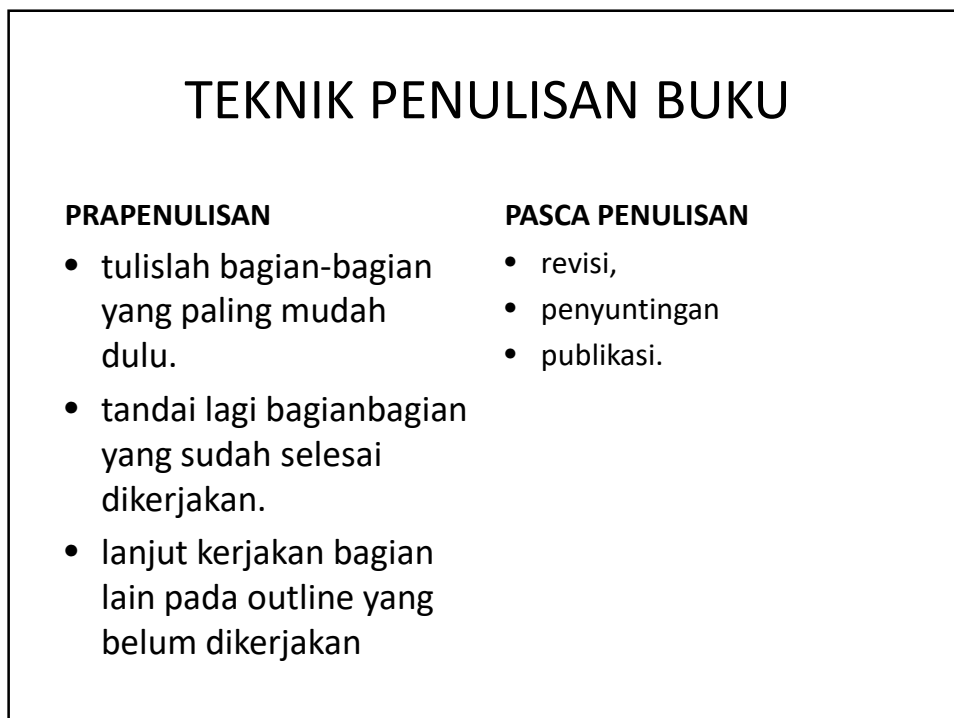 TEKNIK PENULISAN BUKU
PRAPENULISAN
• tulislah bagian-bagian
yang paling mudah
dulu.
• tandai lagi bagianbagian
yang sudah selesai
dikerjakan.
• lanjut kerjakan bagian
lain pada outline yang
belum dikerjakan
PASCA PENULISAN
• revisi,
• penyuntingan
• publikasi.